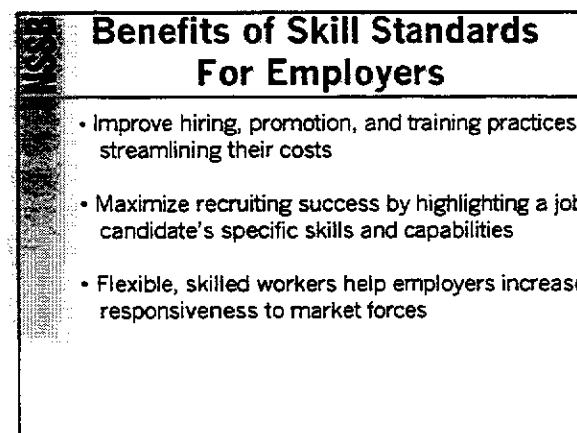 NSSB
Benefits of Skill Standards
For Employers
• Improve hiring, promotion, and training practices
streamlining their costs
• Maximize recruiting success by highlighting a job
candidate's specific skills and capabilities
• Flexible, skilled workers help employers increase
responsiveness to market forces